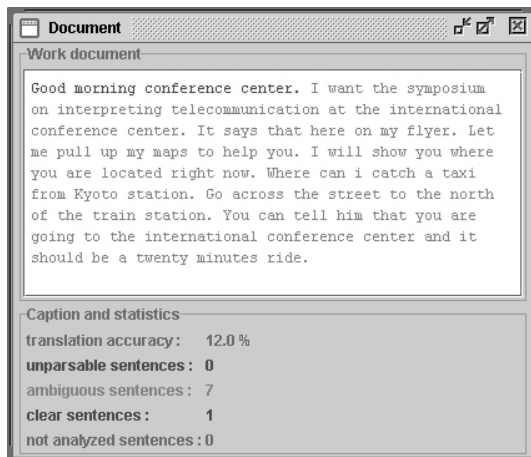 Document
Work document
Good morning conference center. I want the symposium
on interpreting telecommunication at the international
conference center. It says that here on my flyer. Let
me pull up my maps to help you. I will show you where
you are located right now. Where can i catch a taxi
from Kyoto station. Go across the street to the north
of the train station. You can tell him that you are
going to the international conference center and it
should be a twenty minutes ride.
Caption and statistics
translation accuracy : 12.0 %
unparsable sentences : 0
ambiguous sentences : 7
clear sentences : 1
not analyzed sentences : 0